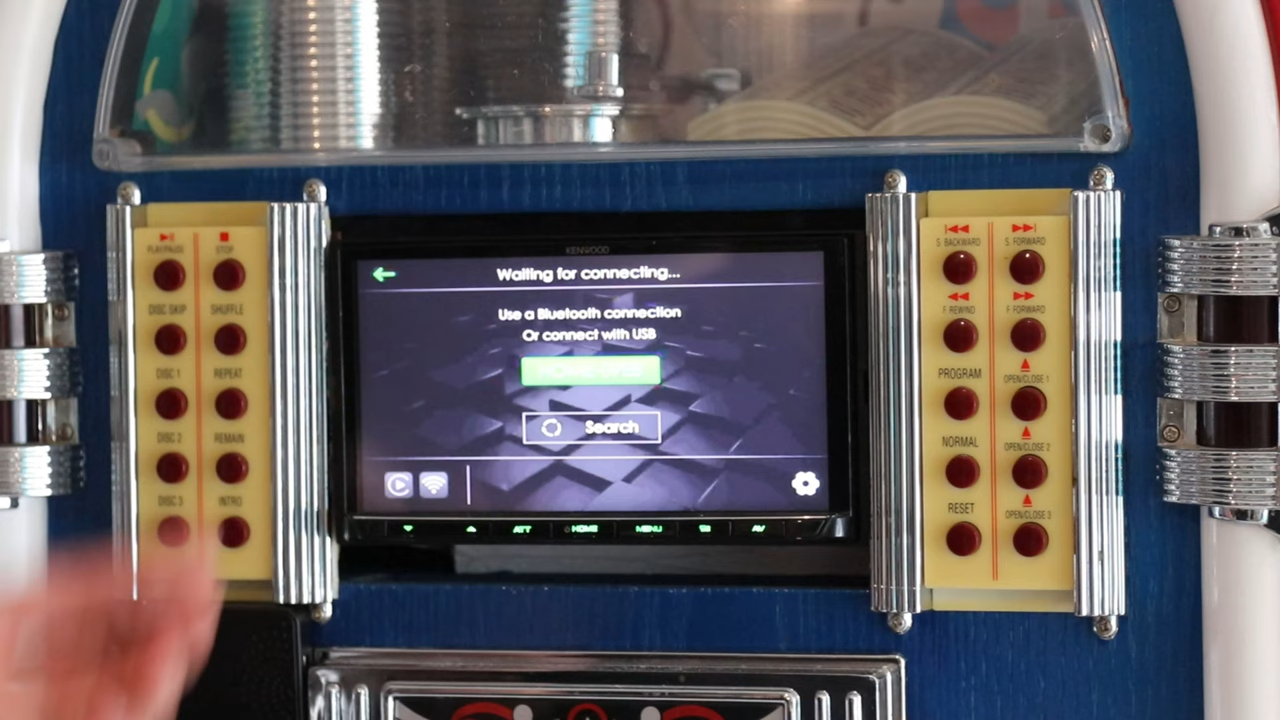 PLAY/PAUSE STOP
DISC SKIP SHUFFLE
DISC 1 REPEAT
DISC 2 REMAIN
DISC 3 INTRO
KENWOOD
Waiting for connecting...
Use a Bluetooth connection
Or connect with USB
Search
ATT HOME MENU AV
S. BACKWARD S. FORWARD
F. REWIND F. FORWARD
PROGRAM OPEN/CLOSE 1
NORMAL OPEN/CLOSE 2
RESET OPEN/CLOSE 3